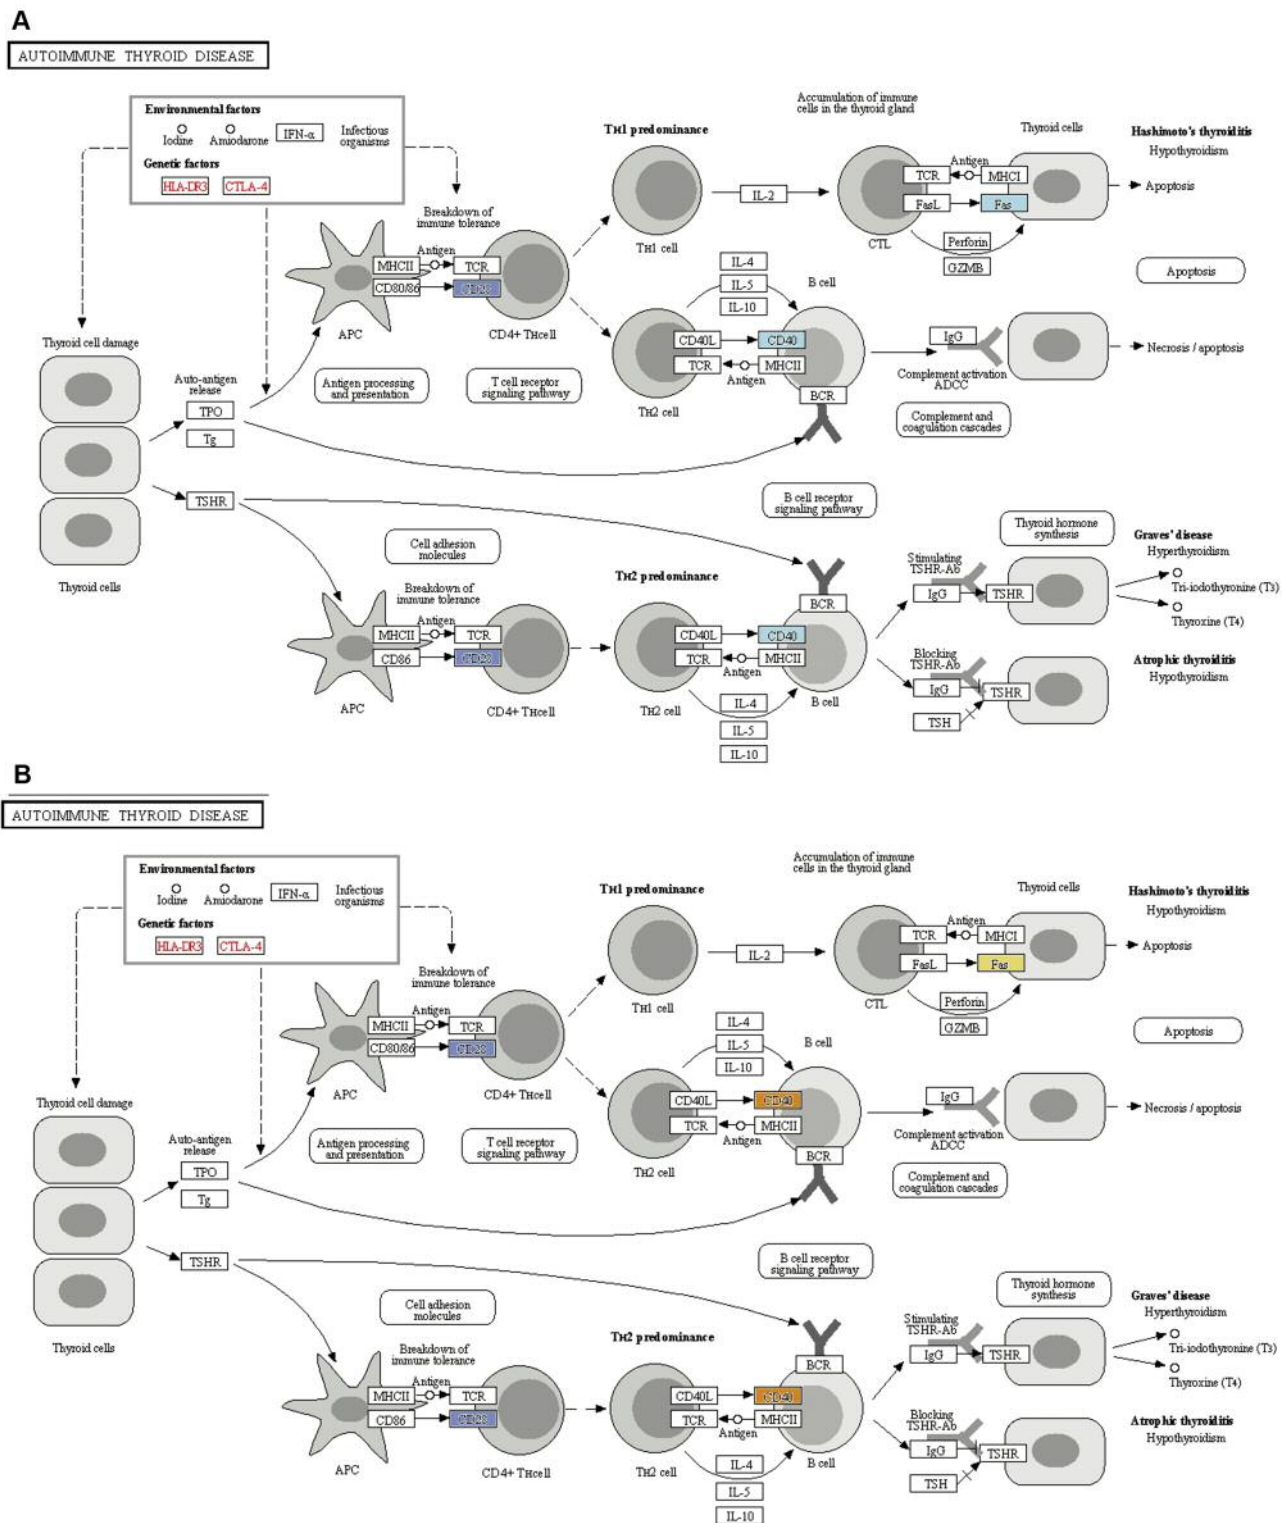 A
AUTOIMMUNE THYROID DISEASE
Environmental factors
Iodine
Amiodarone
IFN-α
Infectious
organisms
Genetic factors
HLA-DR3
CTLA-4
Accumulation of immune
cells in the thyroid gland
TH1 predominance
Thyroid cells
Hashimoto's thyroiditis
Hypothyroidism
Antigen
TCR
MHCI
IL-2
FasL
Fas
Apoptosis
Breakdown of
immune tolerance
Antigen
MHCII
TCR
CD80/86
CD28
TH1 cell
CTL
Perforin
GZMB
Apoptosis
IL-4
IL-5
IL-10
B cell
APC
CD4+ THcell
Thyroid cell damage
CD40L
CD40
TCR
MHCII
Antigen
IgG
Necrosis / apoptosis
Complement activation
ADCC
Auto-antigen
release
Antigen processing
and presentation
T cell receptor
signaling pathway
BCR
TPO
Tg
TH2 cell
Complement and
coagulation cascades
TSHR
B cell receptor
signaling pathway
Cell adhesion
molecules
Thyroid hormone
synthesis
Graves' disease
Hyperthyroidism
Thyroid cells
Breakdown of
immune tolerance
TH2 predominance
Stimulating
TSHR-Ab
IgG
TSHR
Tri-iodothyronine (T3)
Thyroxine (T4)
BCR
Antigen
MHCII
TCR
CD86
CD28
CD40L
CD40
TCR
MHCII
Antigen
Blocking
TSHR-Ab
IgG
TSHR
TSH
Atrophic thyroiditis
Hypothyroidism
APC
CD4+ THcell
TH2 cell
IL-4
IL-5
IL-10
B cell
B
AUTOIMMUNE THYROID DISEASE
Environmental factors
Iodine
Amiodarone
IFN-α
Infectious
organisms
Genetic factors
HLA-DR3
CTLA-4
Accumulation of immune
cells in the thyroid gland
TH1 predominance
Thyroid cells
Hashimoto's thyroiditis
Hypothyroidism
Antigen
TCR
MHCI
IL-2
FasL
Fas
Apoptosis
Breakdown of
immune tolerance
Antigen
MHCII
TCR
CD80/86
CD28
TH1 cell
CTL
Perforin
GZMB
Apoptosis
IL-4
IL-5
IL-10
B cell
APC
CD4+ THcell
Thyroid cell damage
CD40L
CD40
TCR
MHCII
Antigen
IgG
Necrosis / apoptosis
Complement activation
ADCC
Auto-antigen
release
Antigen processing
and presentation
T cell receptor
signaling pathway
BCR
TPO
Tg
TH2 cell
Complement and
coagulation cascades
TSHR
B cell receptor
signaling pathway
Cell adhesion
molecules
Thyroid hormone
synthesis
Graves' disease
Hyperthyroidism
Thyroid cells
Breakdown of
immune tolerance
TH2 predominance
Stimulating
TSHR-Ab
IgG
TSHR
Tri-iodothyronine (T3)
Thyroxine (T4)
BCR
Antigen
MHCII
TCR
CD86
CD28
CD40L
CD40
TCR
MHCII
Antigen
Blocking
TSHR-Ab
IgG
TSHR
TSH
Atrophic thyroiditis
Hypothyroidism
APC
CD4+ THcell
TH2 cell
IL-4
IL-5
IL-10
B cell